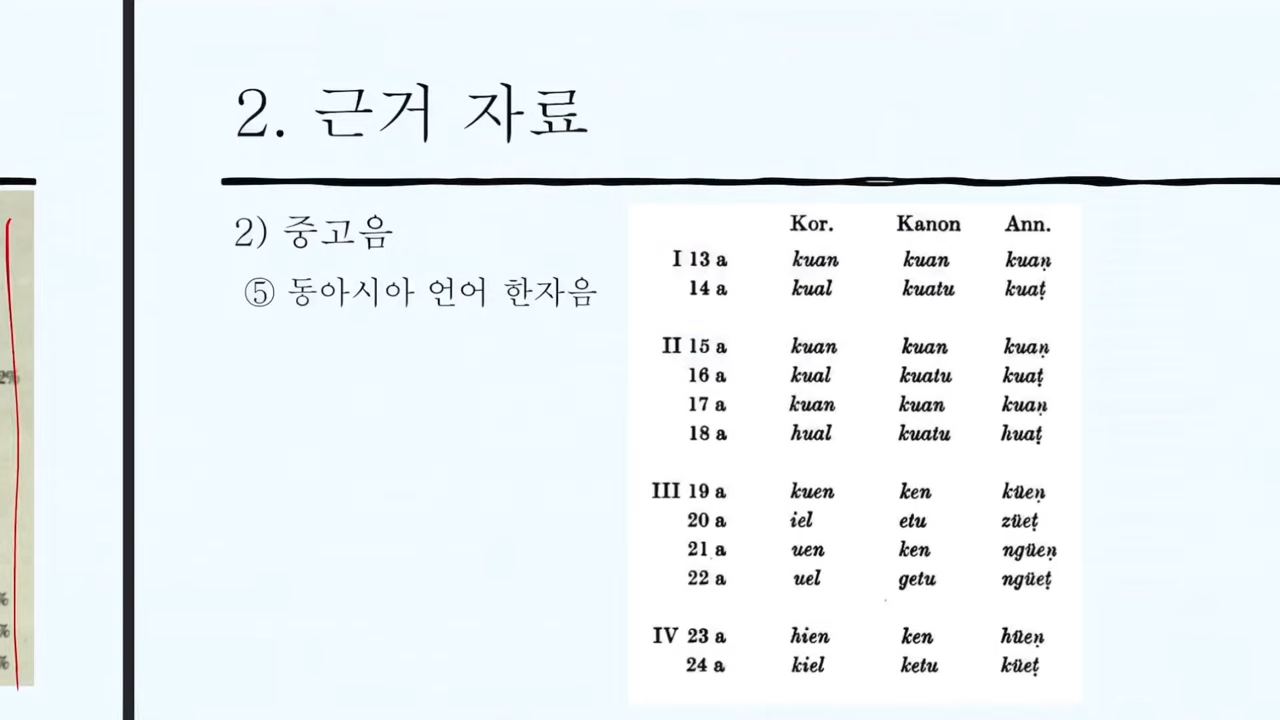 2. 근거 자료
2) 중고음
⑤ 동아시아 언어 한자음
Kor. Kanon Ann.
I 13 a kuan kuan kuaṇ
14 a kual kuatu kuaṭ
II 15 a kuan kuan kuaṇ
16 a kual kuatu kuaṭ
17 a kuan kuan kuaṇ
18 a hual kuatu huaṭ
III 19 a kuen ken küeṇ
20 a iel etu züeṭ
21 a uen ken ngüeṇ
22 a uel getu ngüeṭ
IV 23 a hien ken hüeṇ
24 a kiel ketu küeṭ
2%
%
%
%